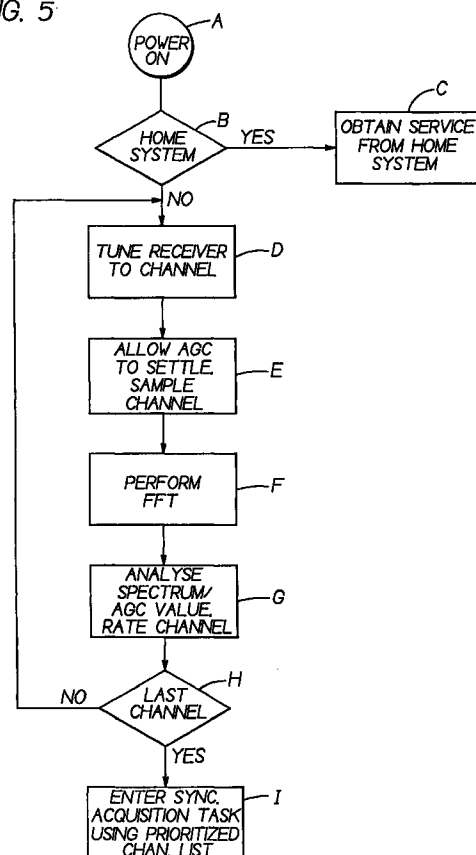 FIG. 5
A
POWER
ON
B
HOME
SYSTEM
YES
C
OBTAIN SERVICE
FROM HOME
SYSTEM
NO
TUNE RECEIVER
TO CHANNEL
D
ALLOW AGC
TO SETTLE,
SAMPLE
CHANNEL
E
PERFORM
FFT
F
ANALYSE
SPECTRUM/
AGC VALUE,
RATE CHANNEL
G
LAST
CHANNEL
H
NO
YES
ENTER SYNC.
ACQUISITION TASK
USING PRIORITIZED
CHAN. LIST
I